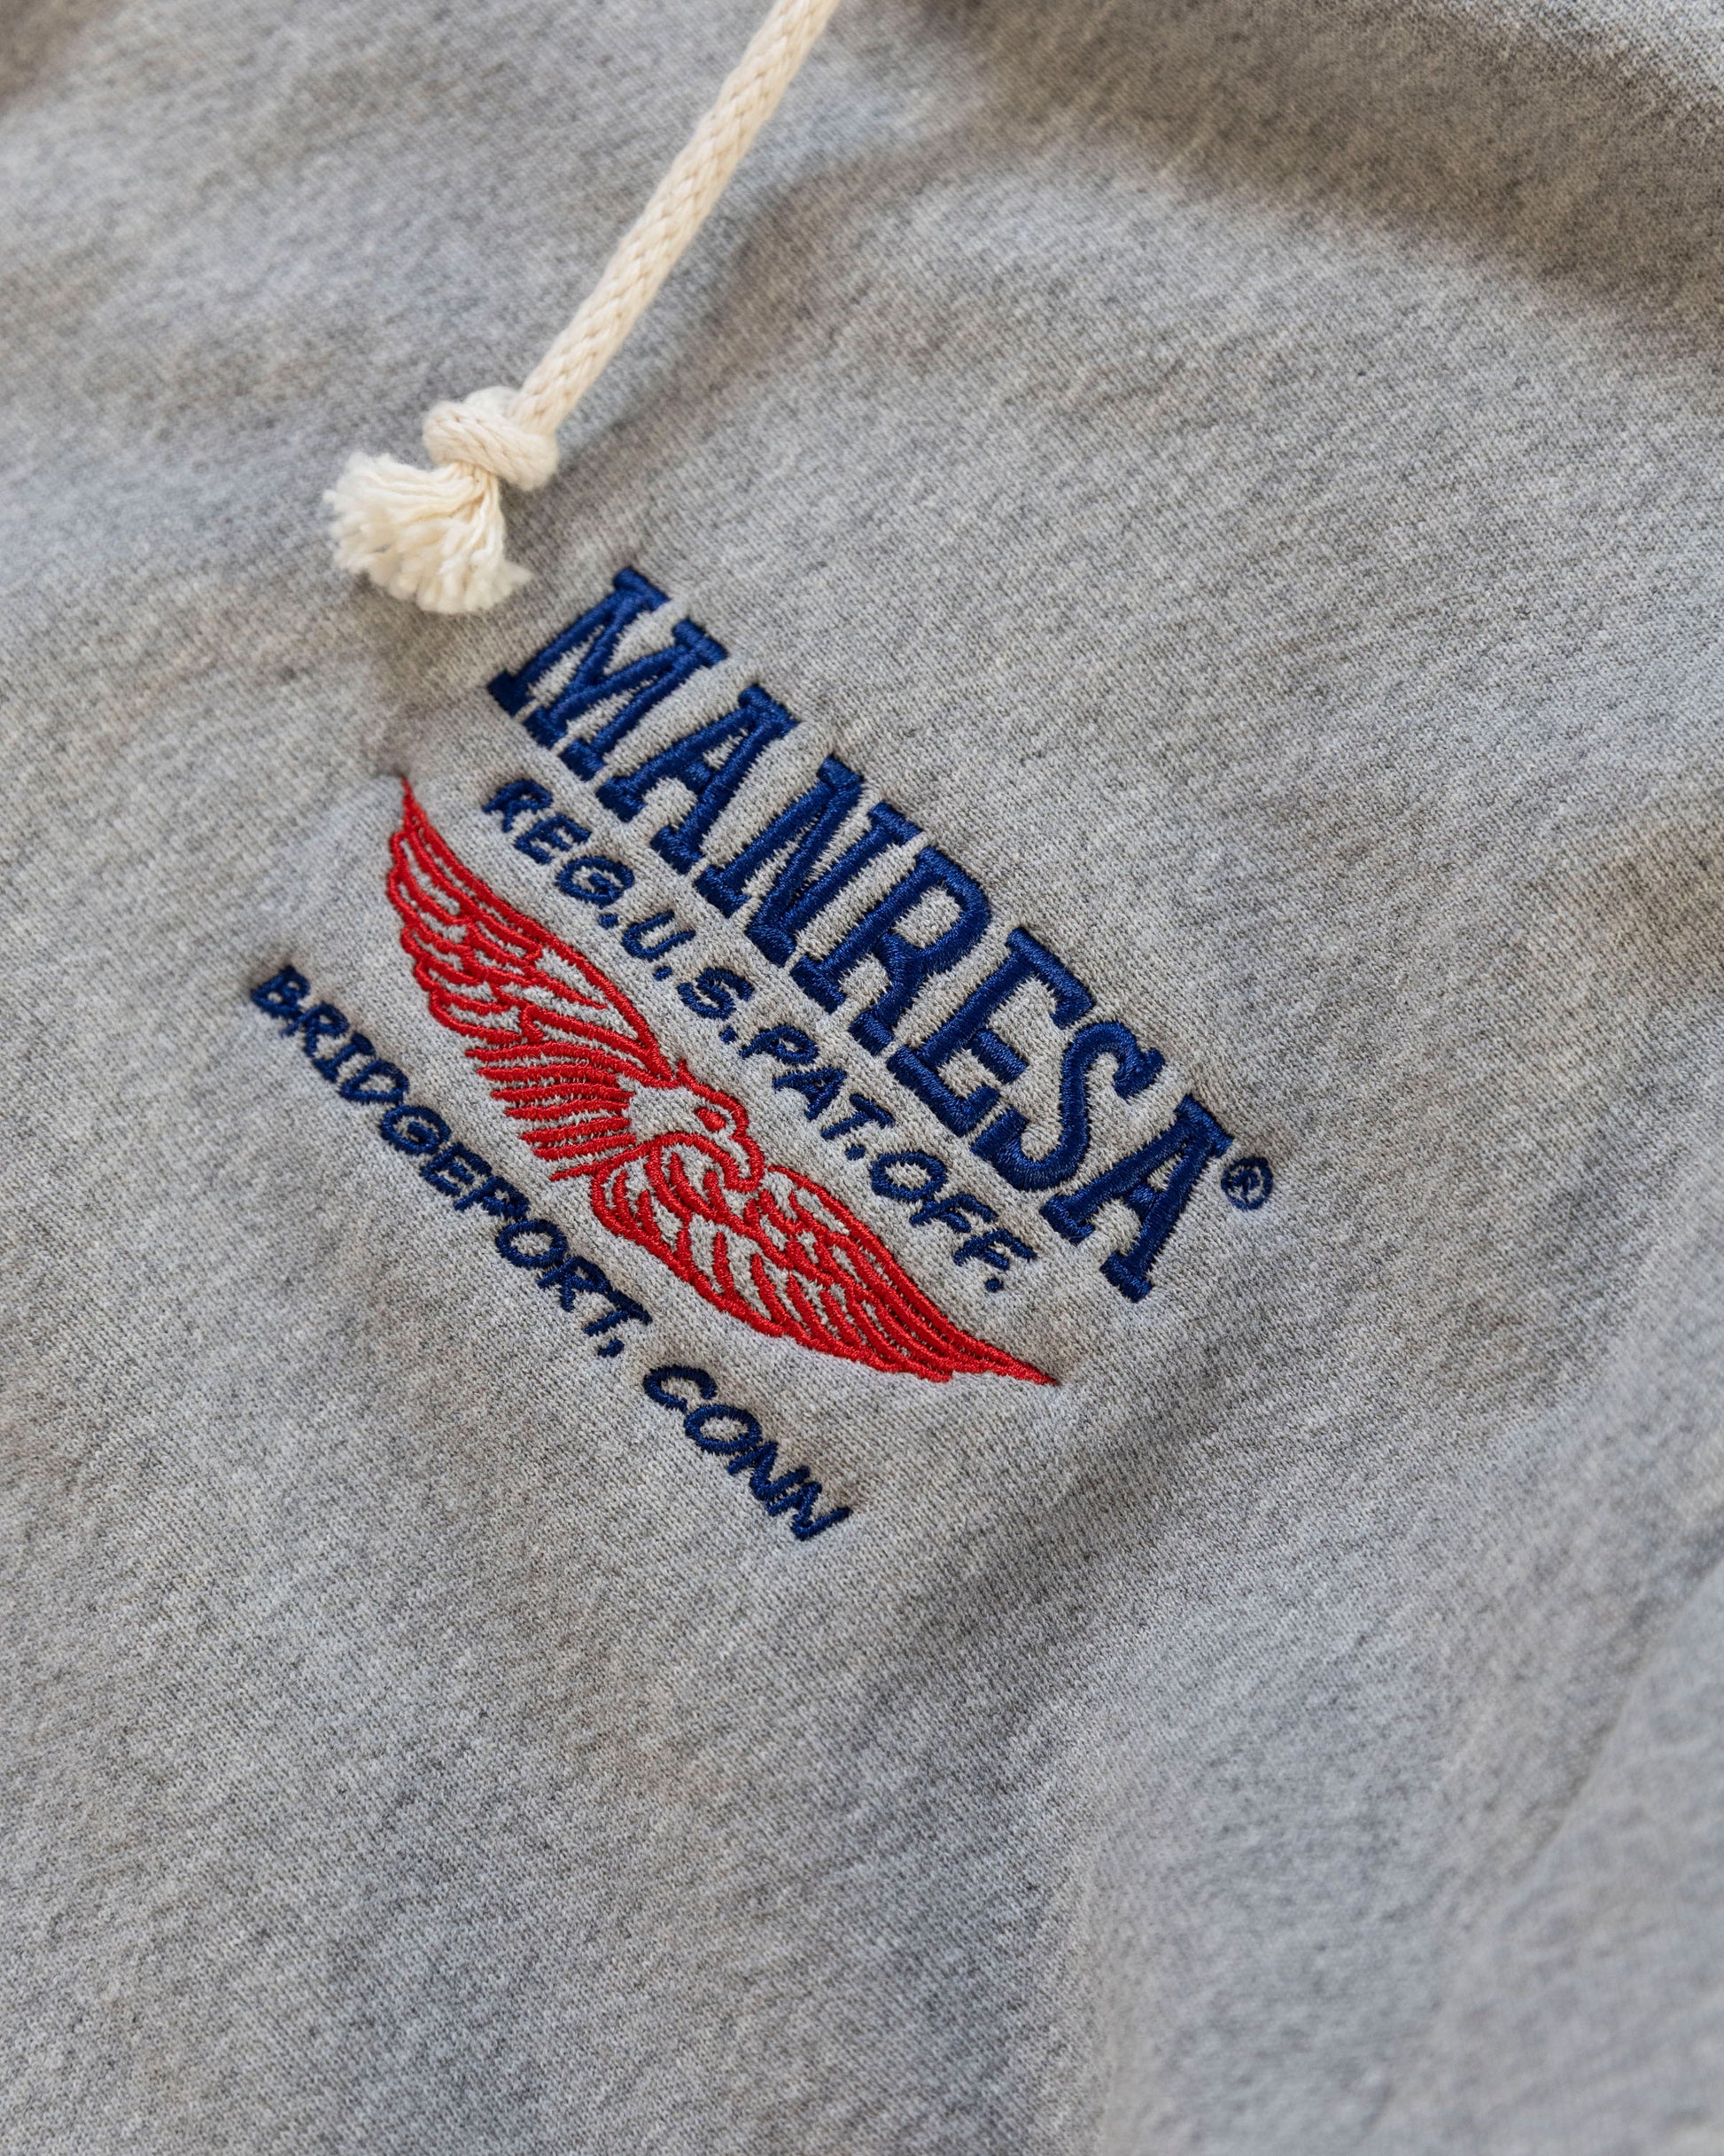 MANRESA®
REG.U.S.PAT.OFF.
BRIDGEPORT, CONN